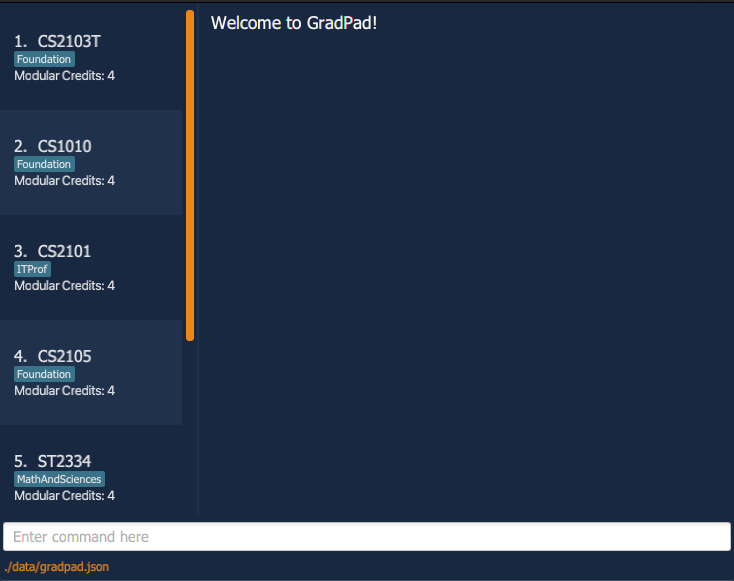 Welcome to GradPad!
1. CS2103T
Foundation
Modular Credits: 4
2. CS1010
Foundation
Modular Credits: 4
3. CS2101
ITProf
Modular Credits: 4
4. CS2105
Foundation
Modular Credits: 4
5. ST2334
MathAndSciences
Modular Credits: 4
Enter command here
./data/gradpad.json